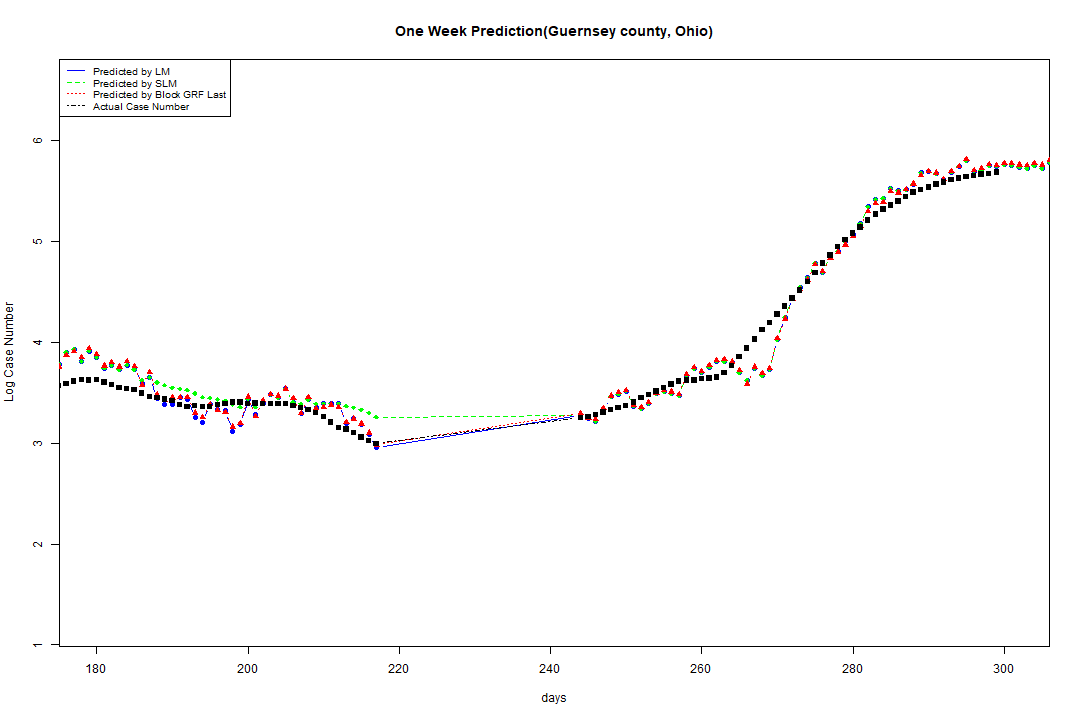 One Week Prediction(Guernsey county, Ohio)
Predicted by LM
Predicted by SLM
Predicted by Block GRF Last
Actual Case Number
6
5
4
3
2
1
Log Case Number
180 200 220 240 260 280 300
days